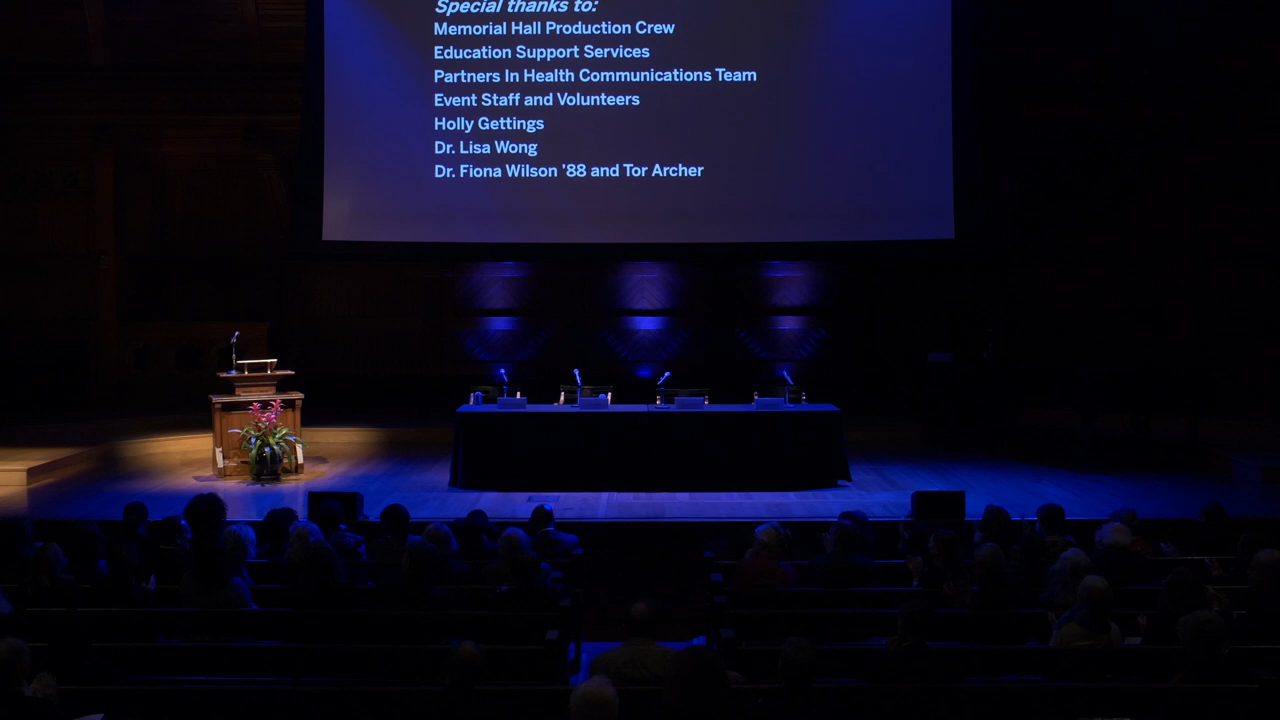 Special thanks to:
Memorial Hall Production Crew
Education Support Services
Partners In Health Communications Team
Event Staff and Volunteers
Holly Gettings
Dr. Lisa Wong
Dr. Fiona Wilson ’88 and Tor Archer